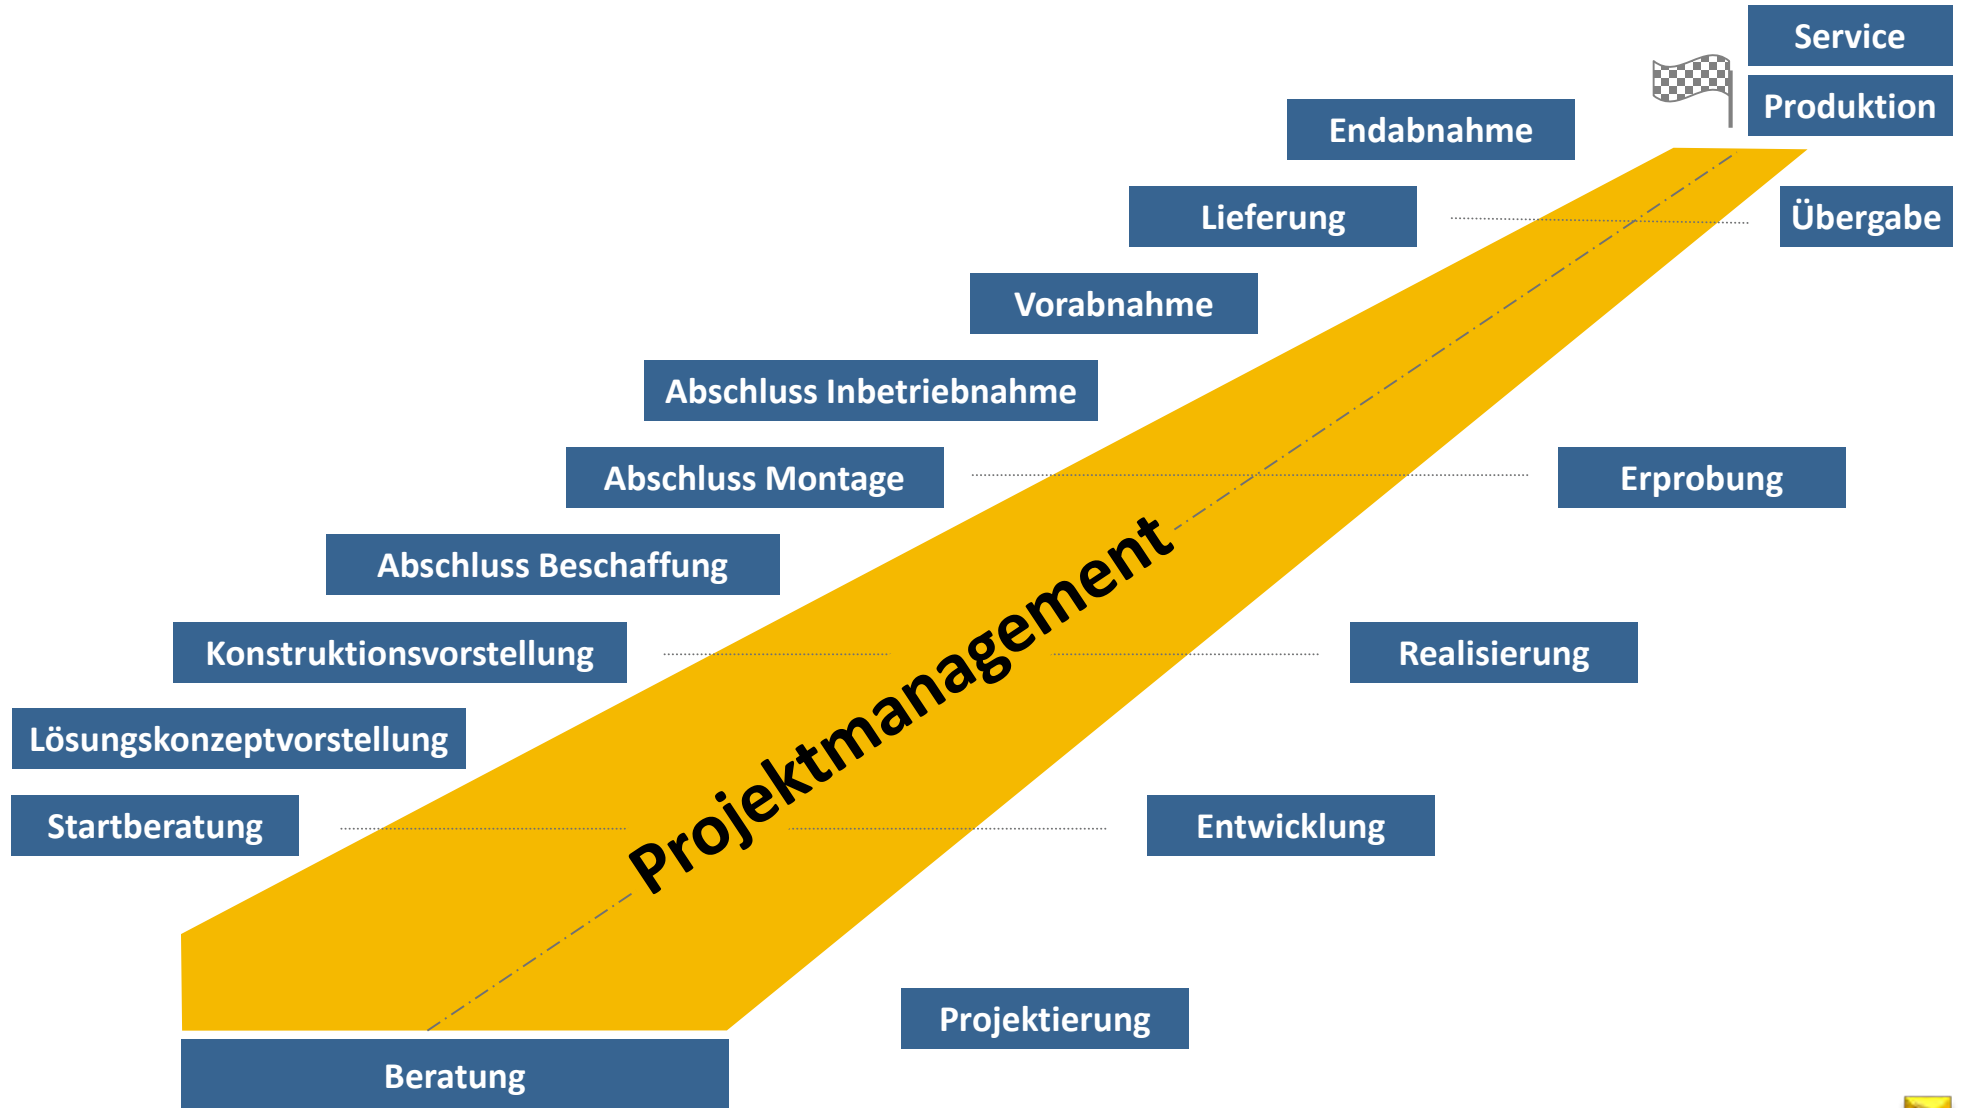 Service
Produktion
Endabnahme
Lieferung
Übergabe
Vorabnahme
Abschluss Inbetriebnahme
Abschluss Montage
Erprobung
Abschluss Beschaffung
Konstruktionsvorstellung
Realisierung
Projektmanagement
Lösungskonzeptvorstellung
Startberatung
Entwicklung
Projektierung
Beratung